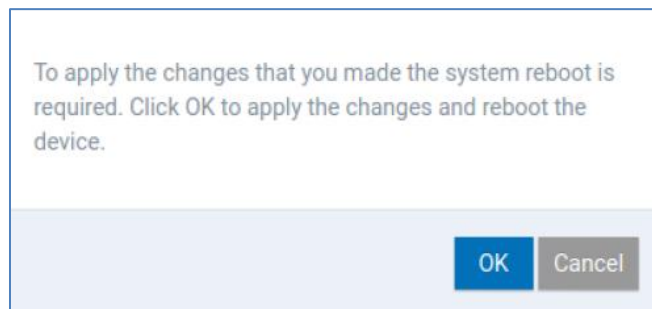 To apply the changes that you made the system reboot is
required. Click OK to apply the changes and reboot the
device.
OK Cancel